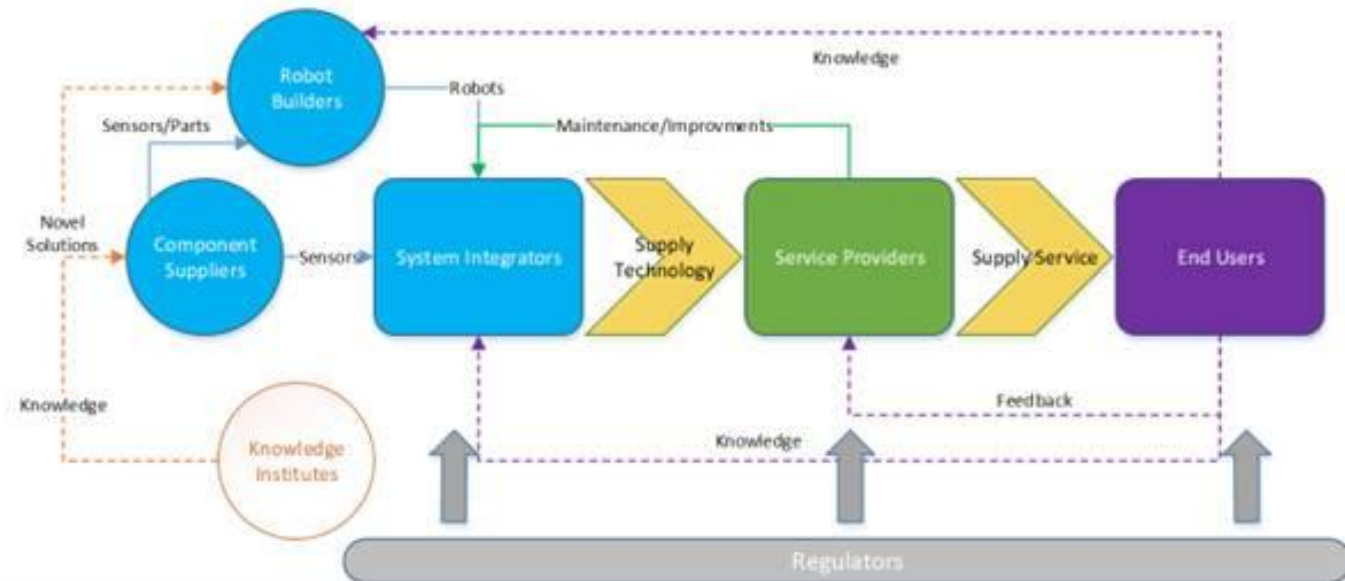 Robot
Builders
Knowledge
Robots
Sensors/Parts
Maintenance/Improvments
Novel
Solutions
Component
Suppliers
Sensors
System Integrators
Supply
Technology
Service Providers
Supply Service
End Users
Knowledge
Feedback
Knowledge
Knowledge
Institutes
Regulators